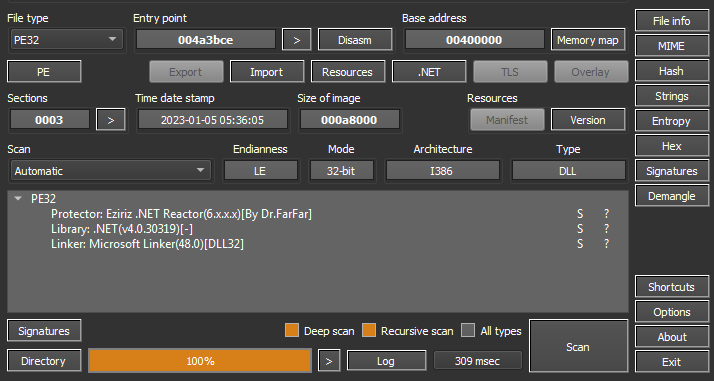 File type Entry point Base address File info
PE32 004a3bce > Disasm 00400000 Memory map MIME
PE Export Import Resources .NET TLS Overlay Hash
Sections Time date stamp Size of image Resources Strings
0003 > 2023-01-05 05:36:05 000a8000 Manifest Version Entropy
Scan Endianness Mode Architecture Type Hex
Automatic LE 32-bit I386 DLL Signatures
PE32 Demangle
Protector: Eziriz .NET Reactor(6.x.x)[By Dr.FarFar] S ?
Library: .NET(v4.0.30319)[-] S ?
Linker: Microsoft Linker(48.0)[DLL32] S ?
Shortcuts
Options
Signatures Deep scan Recursive scan All types Scan About
Directory 100% > Log 309 msec Exit